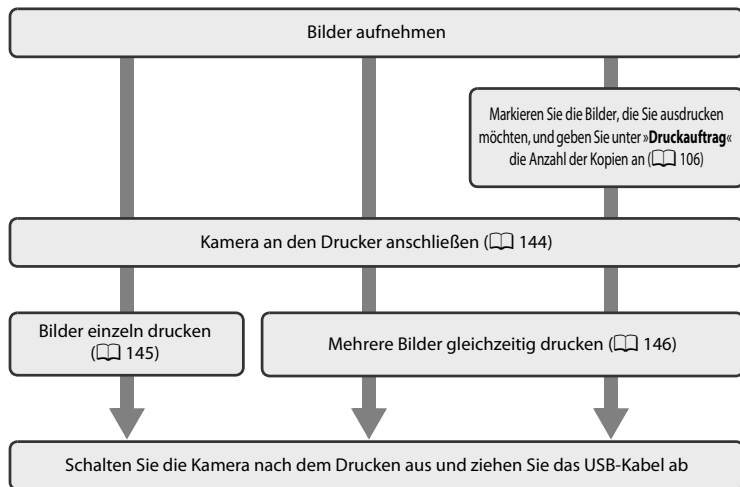 Bilder aufnehmen
Markieren Sie die Bilder, die Sie ausdrucken
möchten, und geben Sie unter »Druckauftrag«
die Anzahl der Kopien an (📖 106)
Kamera an den Drucker anschließen (📖 144)
Bilder einzeln drucken
(📖 145)
Mehrere Bilder gleichzeitig drucken (📖 146)
Schalten Sie die Kamera nach dem Drucken aus und ziehen Sie das USB-Kabel ab